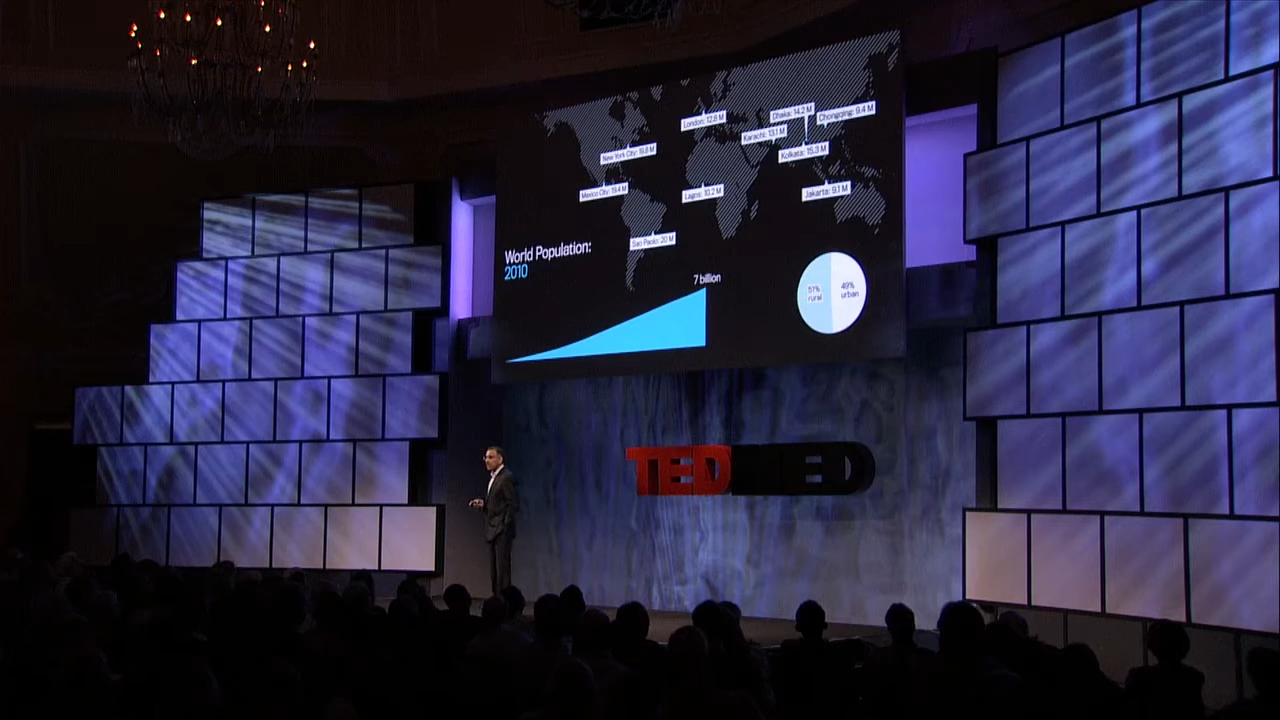 London: 12.8 M
Dhaka: 14.2 M
Chongqing: 9.4 M
Karachi: 13.1 M
New York City: 19.8 M
Kolkata: 15.3 M
Mexico City: 19.4 M
Lagos: 10.2 M
Jakarta: 9.1 M
Sao Paolo: 20 M
World Population:
2010
7 billion
51%
rural
49%
urban
TEDMED